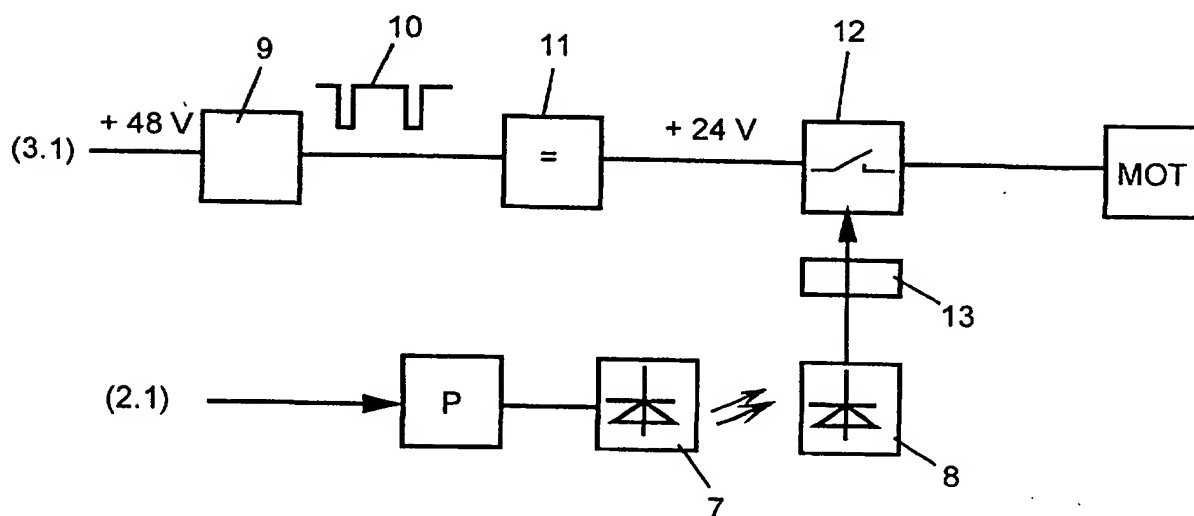 9
10
11
12
+ 48 V
+ 24 V
(3.1)
=
MOT
13
(2.1)
P
7
8